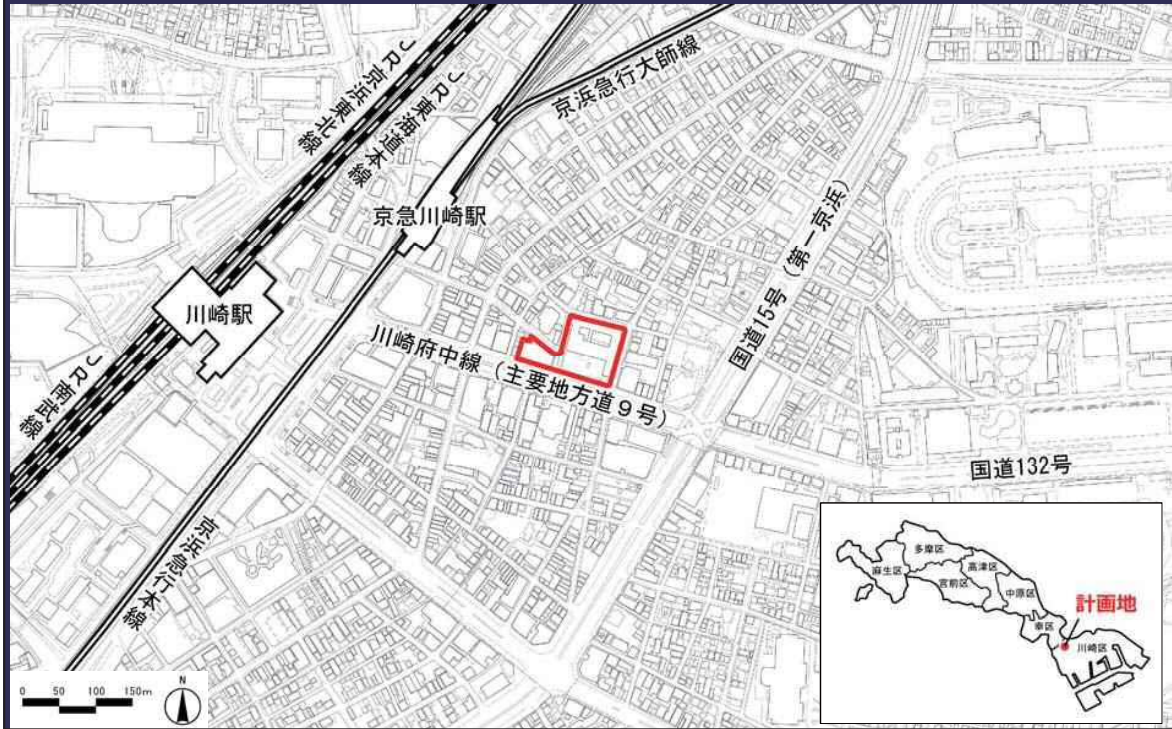 JR京浜東北線
JR東海道本線
京浜急行大師線
京急川崎駅
国道15号（第一京浜）
川崎駅
川崎府中線（主要地方道９号）
JR南武線
国道132号
京浜急行本線
多摩区
麻生区
高津区
宮前区
中原区
計画地
幸区
川崎区
0 50 100 150m
N